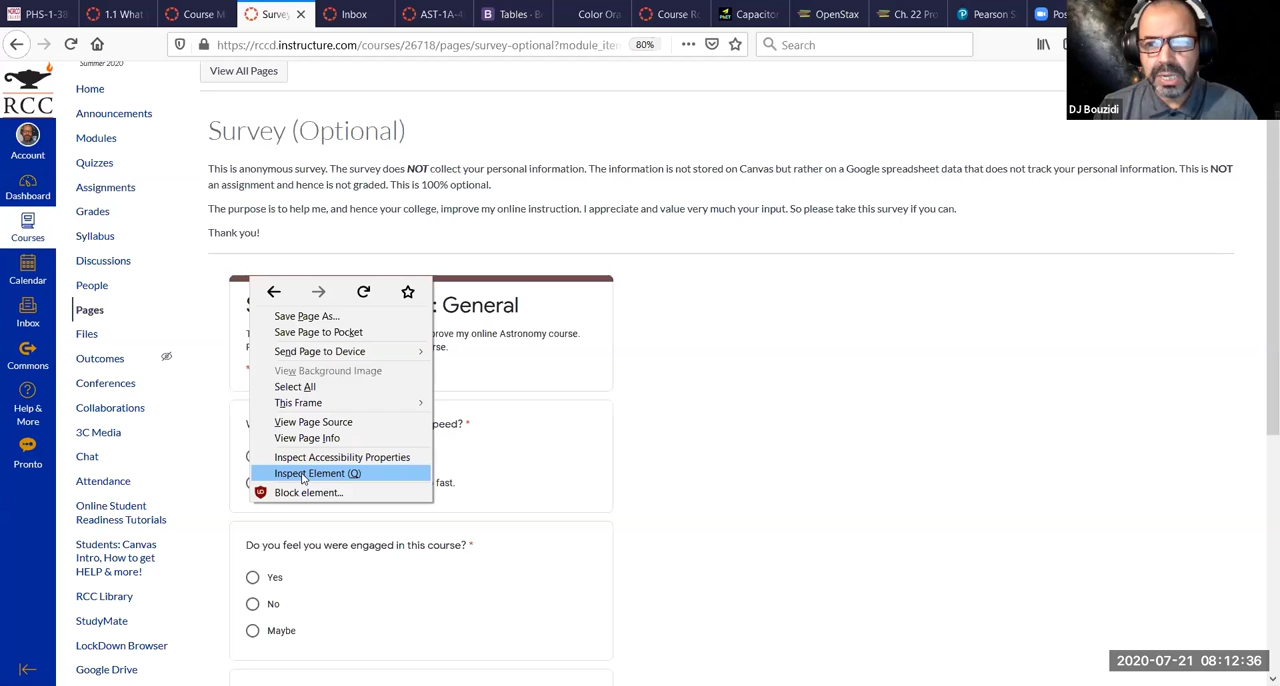 PHS-1-38
1.1 What
Course M
Survey
Inbox
AST-1A-4
Tables · B
Color Ora
Course Ro
Capacitor
OpenStax
Ch. 22 Pro
Pearson S
Pos
https://rccd.instructure.com/courses/26718/pages/survey-optional?module_item
80%
Search
Summer 2020
RCC
Account
Dashboard
Courses
Calendar
Inbox
Commons
Help & More
Pronto
Home
Announcements
Modules
Quizzes
Assignments
Grades
Syllabus
Discussions
People
Pages
Files
Outcomes
Conferences
Collaborations
3C Media
Chat
Attendance
Online Student
Readiness Tutorials
Students: Canvas
Intro, How to get
HELP & more!
RCC Library
StudyMate
LockDown Browser
Google Drive
View All Pages
Survey (Optional)
This is anonymous survey. The survey does NOT collect your personal information. The information is not stored on Canvas but rather on a Google spreadsheet data that does not track your personal information. This is NOT
an assignment and hence is not graded. This is 100% optional.
The purpose is to help me, and hence your college, improve my online instruction. I appreciate and value very much your input. So please take this survey if you can.
Thank you!
: General
prove my online Astronomy course.
rse.
Save Page As...
Save Page to Pocket
Send Page to Device
View Background Image
Select All
This Frame
View Page Source
View Page Info
Inspect Accessibility Properties
Inspect Element (Q)
Block element...
peed? *
fast.
Do you feel you were engaged in this course? *
Yes
No
Maybe
DJ Bouzidi
2020-07-21 08:12:36